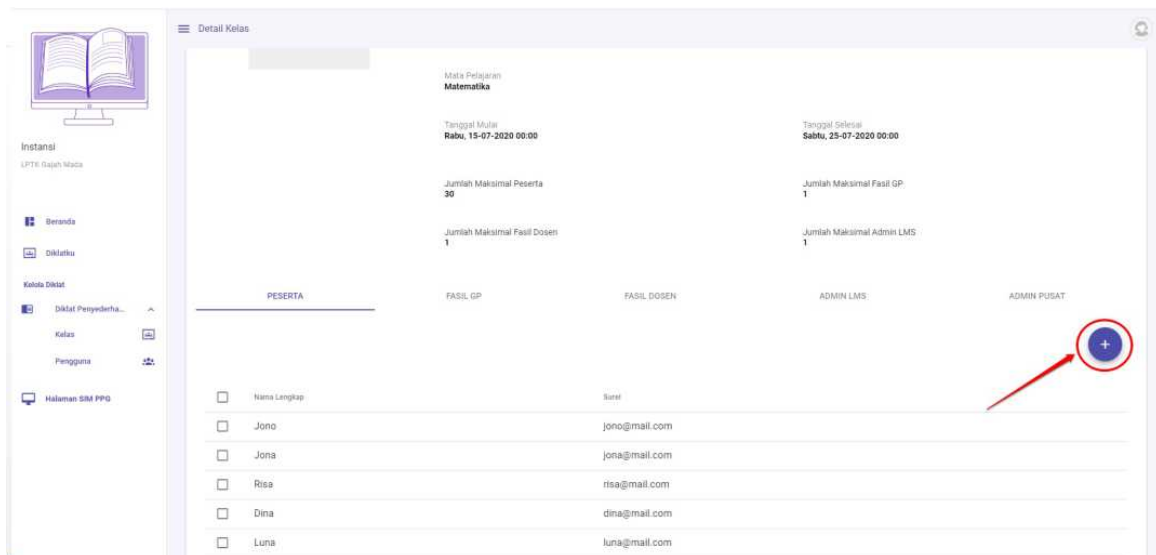 Detail Kelas
Instansi
LPTK Gajah Mada
Beranda
Diklatku
Kelola Diklat
Diklat Penyederha...
Kelas
Pengguna
Halaman SIM PPG
Mata Pelajaran
Matematika
Tanggal Mulai
Rabu, 15-07-2020 00:00
Tanggal Selesai
Sabtu, 25-07-2020 00:00
Jumlah Maksimal Peserta
30
Jumlah Maksimal Fasil GP
1
Jumlah Maksimal Fasil Dosen
1
Jumlah Maksimal Admin LMS
1
PESERTA FASIL GP FASIL DOSEN ADMIN LMS ADMIN PUSAT
+
Nama Lengkap Surel
Jono jono@mail.com
Jona jona@mail.com
Risa risa@mail.com
Dina dina@mail.com
Luna luna@mail.com